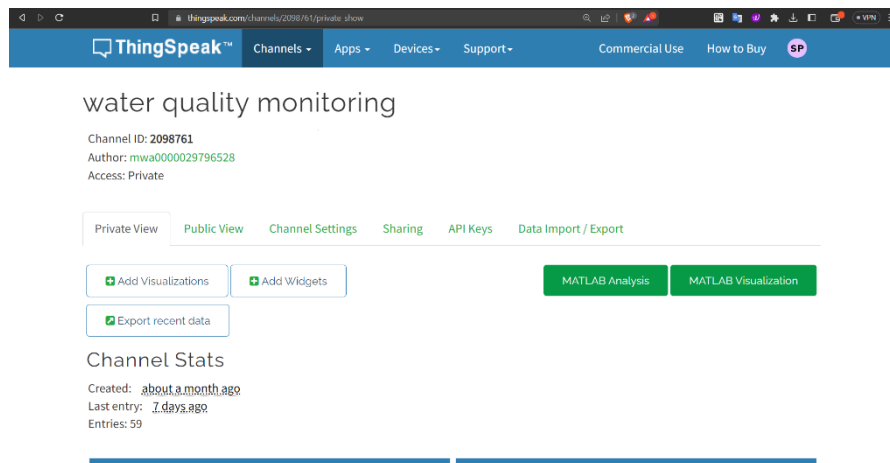 thingspeak.com/channels/2098761/private_show
VPN
ThingSpeak™ Channels Apps Devices Support Commercial Use How to Buy SP
water quality monitoring
Channel ID: 2098761
Author: mwa0000029796528
Access: Private
Private View Public View Channel Settings Sharing API Keys Data Import / Export
Add Visualizations Add Widgets MATLAB Analysis MATLAB Visualization
Export recent data
Channel Stats
Created: about a month ago
Last entry: 7 days ago
Entries: 59